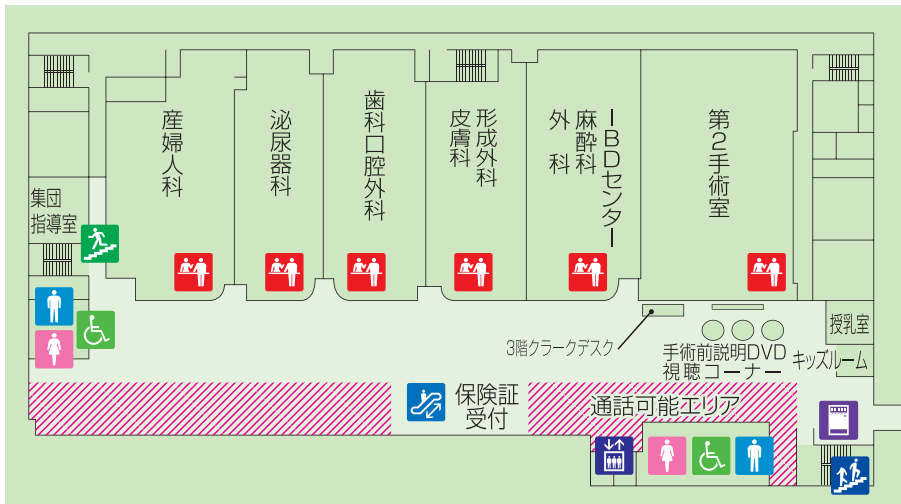 産婦人科
泌尿器科
歯科口腔外科
形成外科
皮膚科
IBDセンター
麻酔科
外科
第2手術室
集団
指導室
3階クラークデスク
手術前説明DVD
視聴コーナー
授乳室
キッズルーム
保険証
受付
通話可能エリア